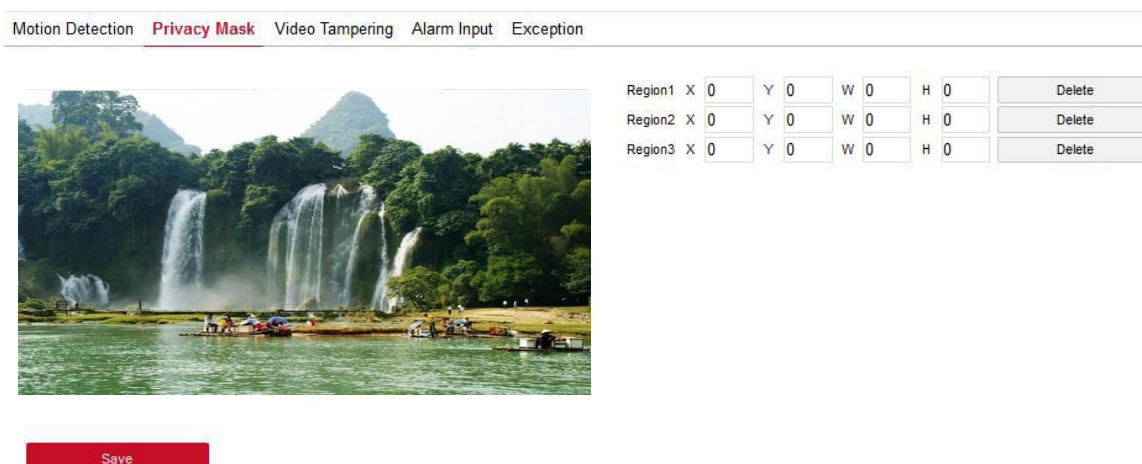 Motion Detection Privacy Mask Video Tampering Alarm Input Exception
Region1 X 0 Y 0 W 0 H 0 Delete
Region2 X 0 Y 0 W 0 H 0 Delete
Region3 X 0 Y 0 W 0 H 0 Delete
Save